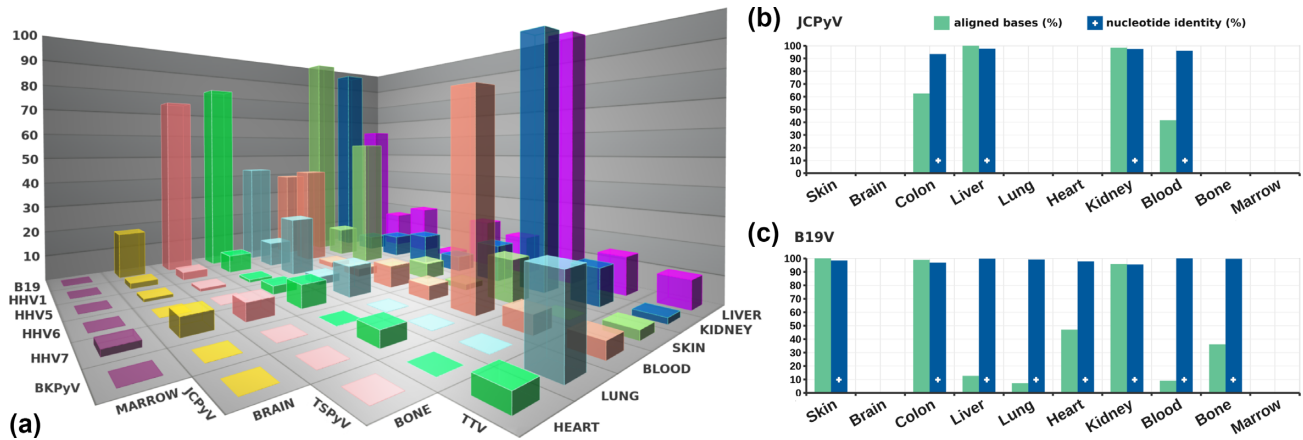 100
90
80
70
60
50
40
30
20
10
B19
HHV1
HHV5
HHV6
HHV7
BKPyV
MARROW
JCPyV
BRAIN
TSPyV
BONE
TTV
HEART
LUNG
BLOOD
SKIN
KIDNEY
LIVER
(a)
(b) JCPyV
aligned bases (%) nucleotide identity (%)
100
90
80
70
60
50
40
30
20
10
0
Skin Brain Colon Liver Lung Heart Kidney Blood Bone Marrow
(c) B19V
100
90
80
70
60
50
40
30
20
10
0
Skin Brain Colon Liver Lung Heart Kidney Blood Bone Marrow